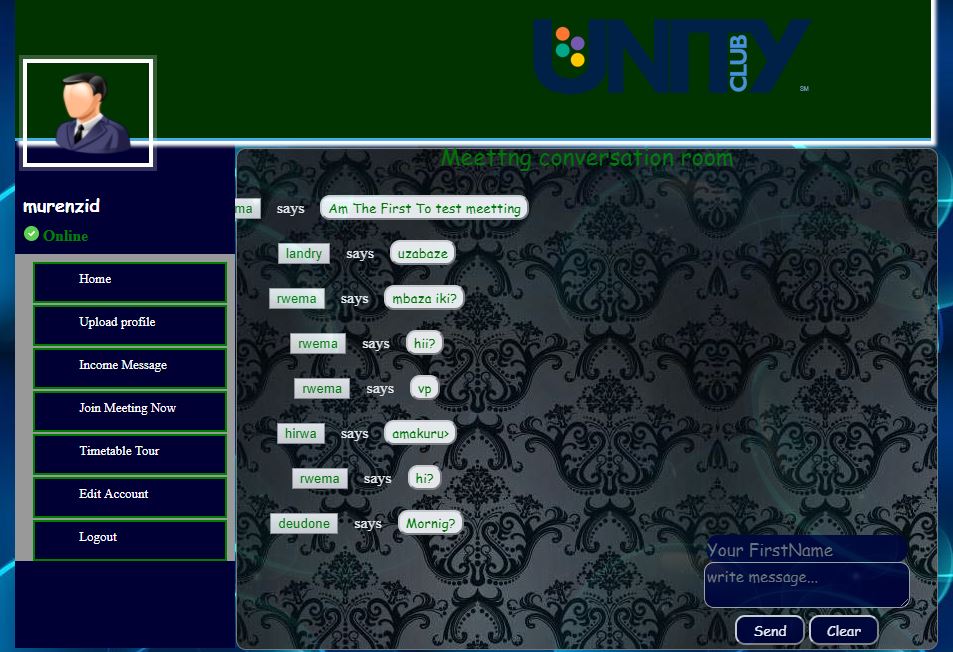 UNITY
CLUB
SM
murenzid
Online
Home
Upload profile
Income Message
Join Meeting Now
Timetable Tour
Edit Account
Logout
Meettng conversation room
ma says Am The First To test meetting
landry says uzabaze
rwema says mbaza iki?
rwema says hii?
rwema says vp
hirwa says amakuru>
rwema says hi?
deudone says Mornig?
Your FirstName
write message...
Send Clear